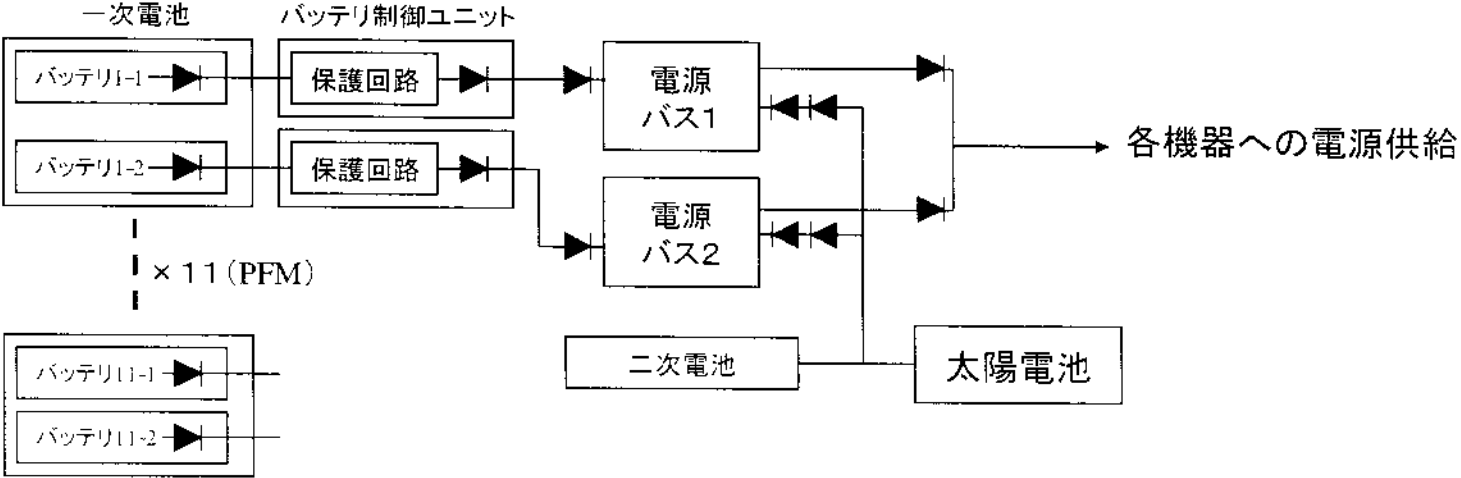 一次電池
バッテリ制御ユニット
バッテリ1-1
保護回路
電源
バス1
バッテリ1-2
保護回路
各機器への電源供給
電源
バス2
×11(PFM)
二次電池
太陽電池
バッテリ11-1
バッテリ11-2